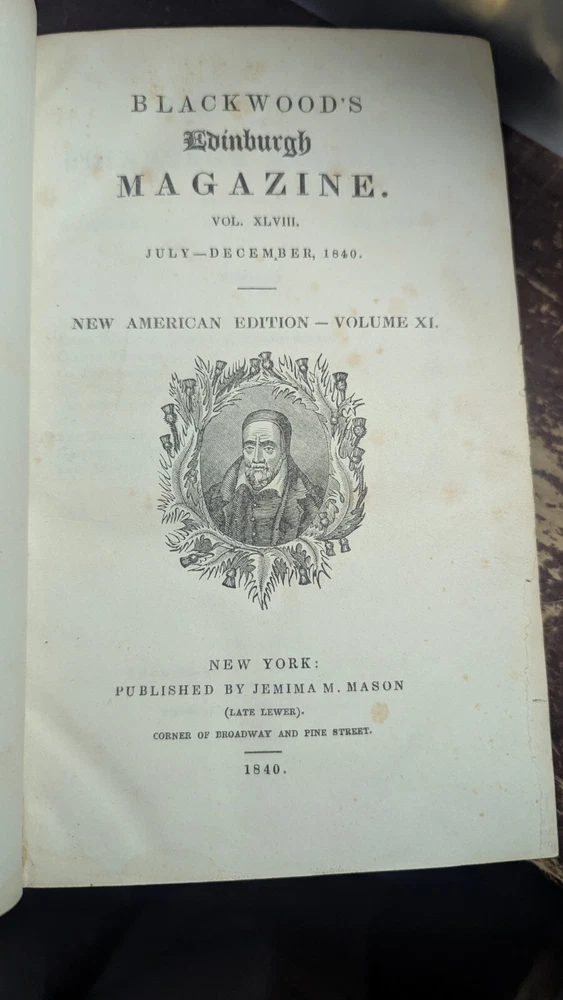 BLACKWOOD'S
Edinburgh
MAGAZINE.
VOL. XLVIII.
JULY—DECEMBER, 1840.
NEW AMERICAN EDITION — VOLUME XI.
NEW YORK:
PUBLISHED BY JEMIMA M. MASON
(LATE LEWER).
CORNER OF BROADWAY AND PINE STREET.
1840.